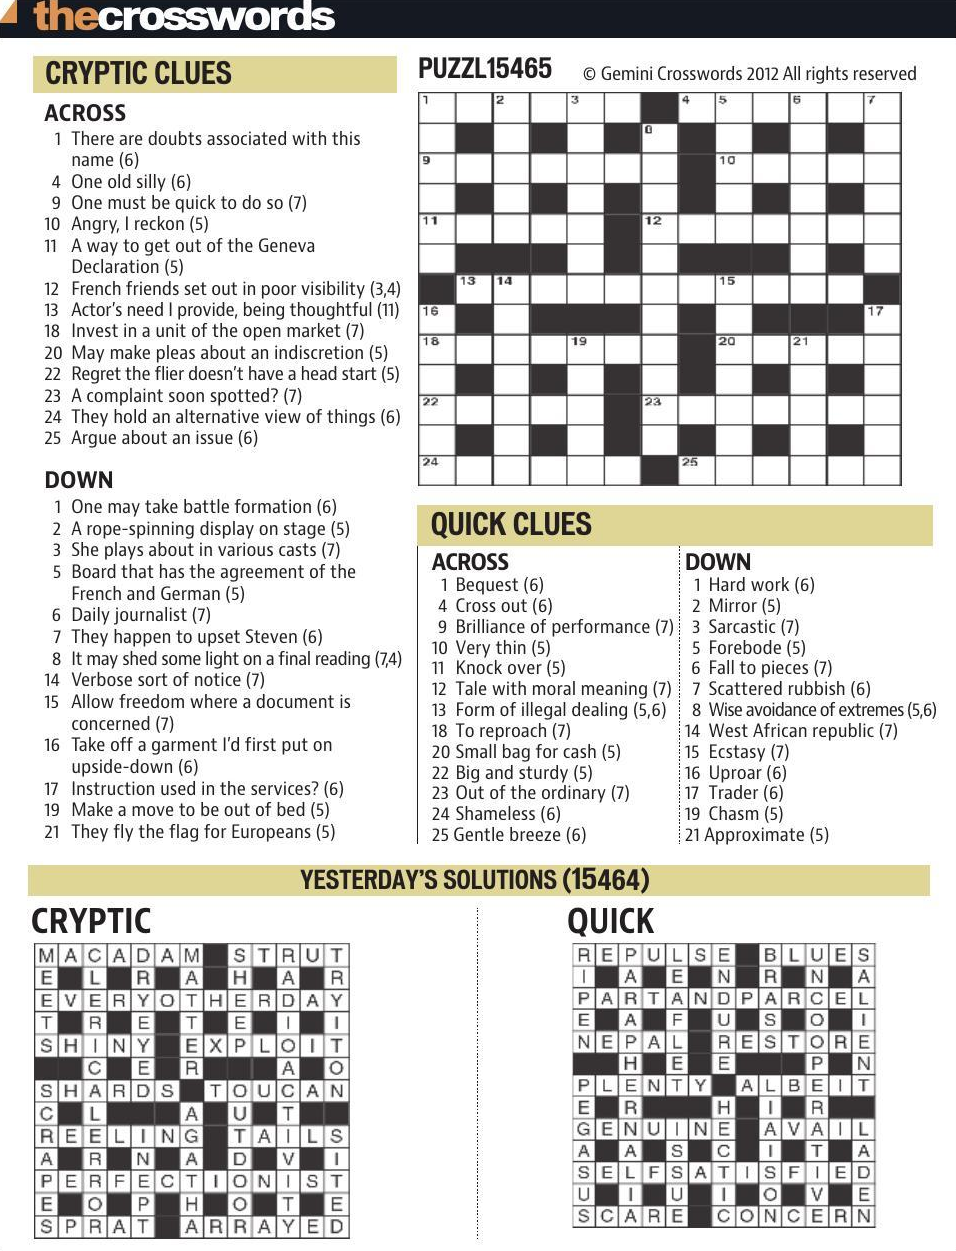 thecrosswords
CRYPTIC CLUES
ACROSS
1 There are doubts associated with this
name (6)
4 One old silly (6)
9 One must be quick to do so (7)
10 Angry, I reckon (5)
11 A way to get out of the Geneva
Declaration (5)
12 French friends set out in poor visibility (3,4)
13 Actor's need I provide, being thoughtful (11)
18 Invest in a unit of the open market (7)
20 May make pleas about an indiscretion (5)
22 Regret the flier doesn't have a head start (5)
23 A complaint soon spotted? (7)
24 They hold an alternative view of things (6)
25 Argue about an issue (6)
DOWN
1 One may take battle formation (6)
2 A rope-spinning display on stage (5)
3 She plays about in various casts (7)
5 Board that has the agreement of the
French and German (5)
6 Daily journalist (7)
7 They happen to upset Steven (6)
8 It may shed some light on a final reading (7,4)
14 Verbose sort of notice (7)
15 Allow freedom where a document is
concerned (7)
16 Take off a garment I'd first put on
upside-down (6)
17 Instruction used in the services? (6)
19 Make a move to be out of bed (5)
21 They fly the flag for Europeans (5)
PUZZL15465 © Gemini Crosswords 2012 All rights reserved
1 2 3 4 5 6 7
8
9 10
11 12
13 14 15
16 17
18 19 20 21
22 23
24 25
QUICK CLUES
ACROSS
1 Bequest (6)
4 Cross out (6)
9 Brilliance of performance (7)
10 Very thin (5)
11 Knock over (5)
12 Tale with moral meaning (7)
13 Form of illegal dealing (5,6)
18 To reproach (7)
20 Small bag for cash (5)
22 Big and sturdy (5)
23 Out of the ordinary (7)
24 Shameless (6)
25 Gentle breeze (6)
DOWN
1 Hard work (6)
2 Mirror (5)
3 Sarcastic (7)
5 Forebode (5)
6 Fall to pieces (7)
7 Scattered rubbish (6)
8 Wise avoidance of extremes (5,6)
14 West African republic (7)
15 Ecstasy (7)
16 Uproar (6)
17 Trader (6)
19 Chasm (5)
21 Approximate (5)
YESTERDAY'S SOLUTIONS (15464)
CRYPTIC
MACADAM STRUT
E L R A H A R
EVERYOTHERDAY
T R E T E I I
SHINY EXPLOIT
C E R A O
SHARDS TOUCAN
C L A U T
REELING TAILS
A R N A D V I
PERFECTIONIST
E O P H O T E
SPRAT ARRAYED
QUICK
REPULSE BLUES
I A E N R N A
PARTANDPARCEL
E A F U S O I
NEPAL RESTORE
H E E P N
PLENTY ALBEIT
E R H I R
GENUINE AVAIL
A A S C I T A
SELFSATISFIED
U I U I O V E
SCARE CONCERN